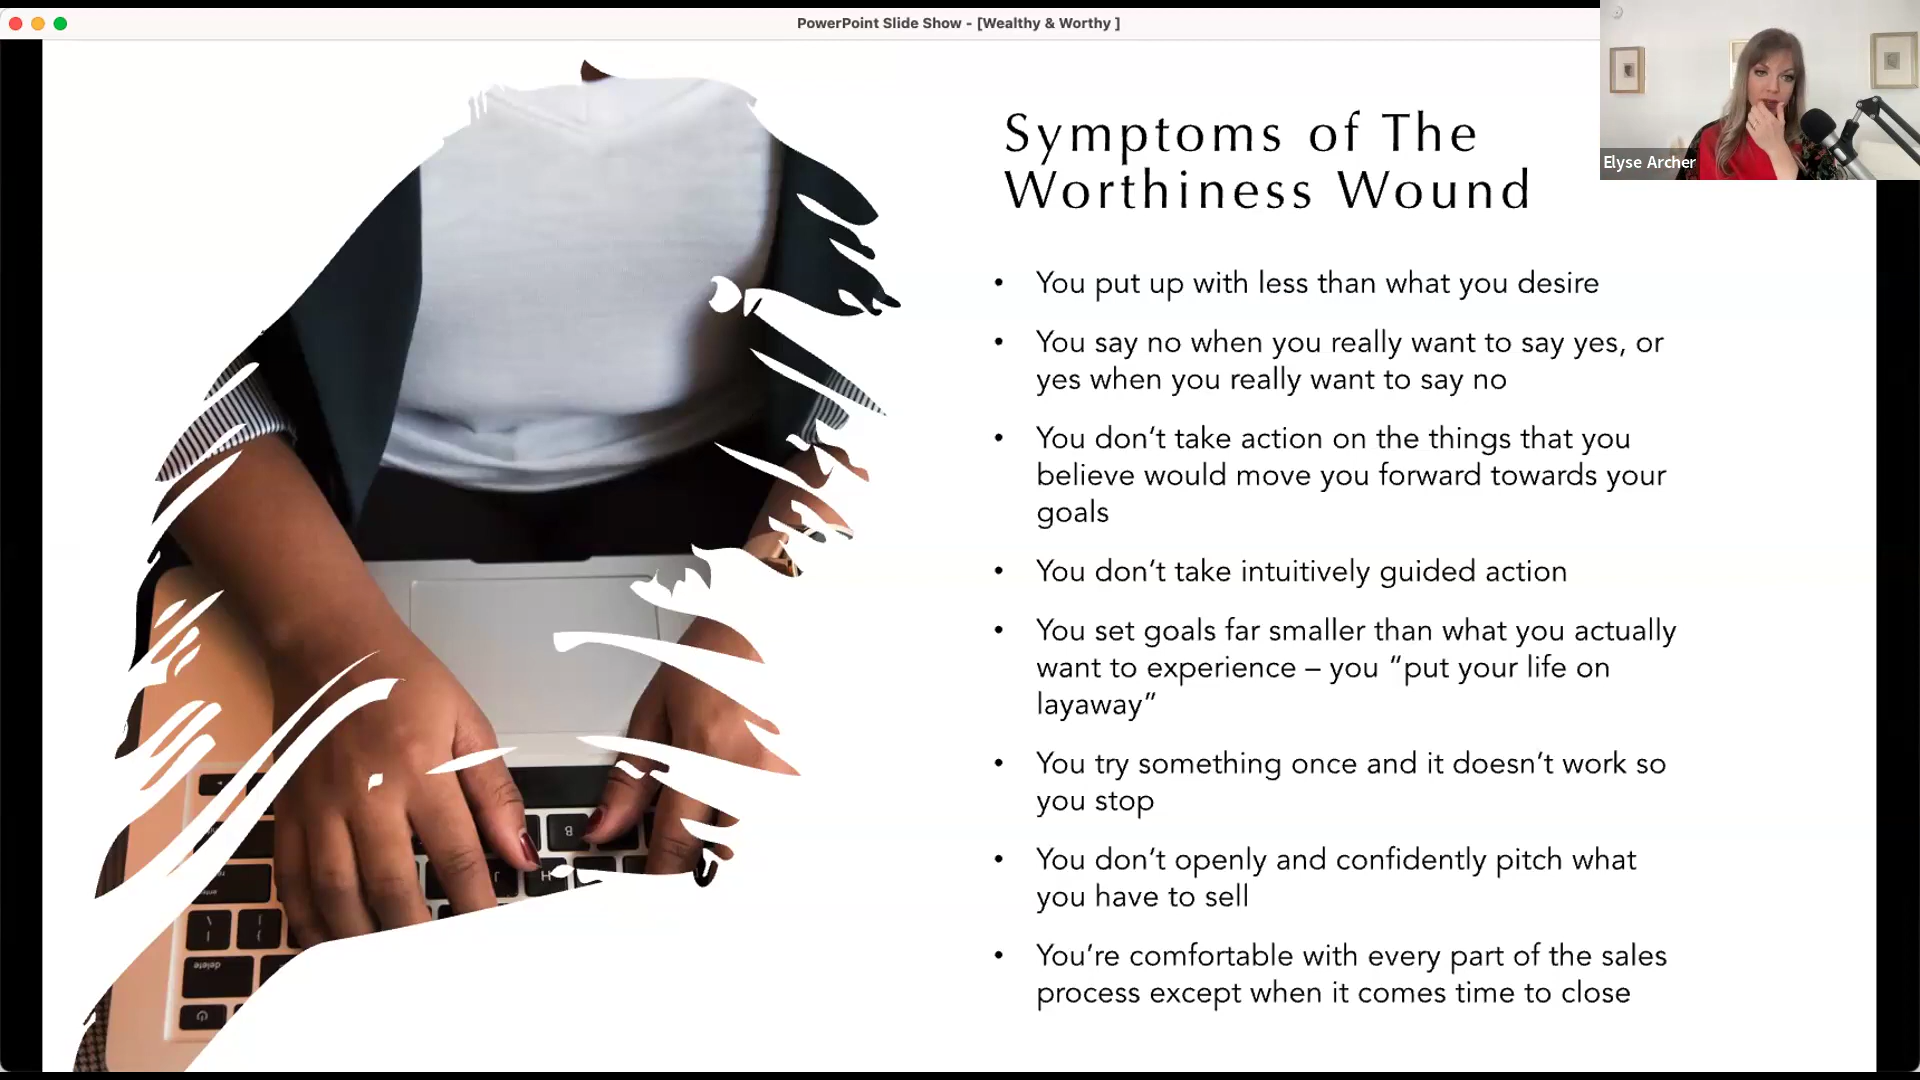 PowerPoint Slide Show - [Wealthy & Worthy ]
Elyse Archer
Symptoms of The
Worthiness Wound
• You put up with less than what you desire
• You say no when you really want to say yes, or
yes when you really want to say no
• You don’t take action on the things that you
believe would move you forward towards your
goals
• You don’t take intuitively guided action
• You set goals far smaller than what you actually
want to experience – you “put your life on
layaway”
• You try something once and it doesn’t work so
you stop
• You don’t openly and confidently pitch what
you have to sell
• You’re comfortable with every part of the sales
process except when it comes time to close
B
H
J
delete